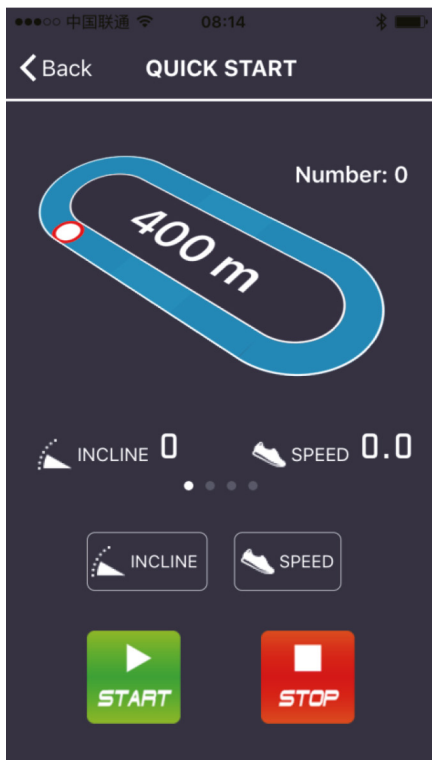 中国联通 08:14
Back QUICK START
Number: 0
400 m
INCLINE 0 SPEED 0.0
INCLINE SPEED
START STOP